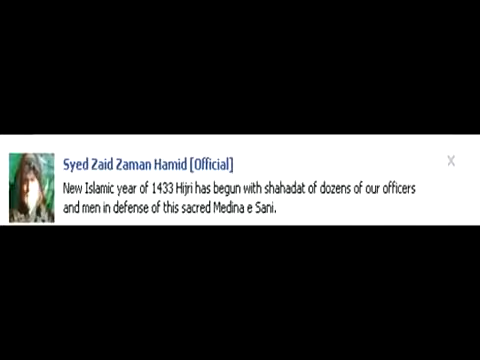 Syed Zaid Zaman Hamid [Official]
X
New Islamic year of 1433 Hijri has begun with shahadat of dozens of our officers
and men in defense of this sacred Medina e Sani.